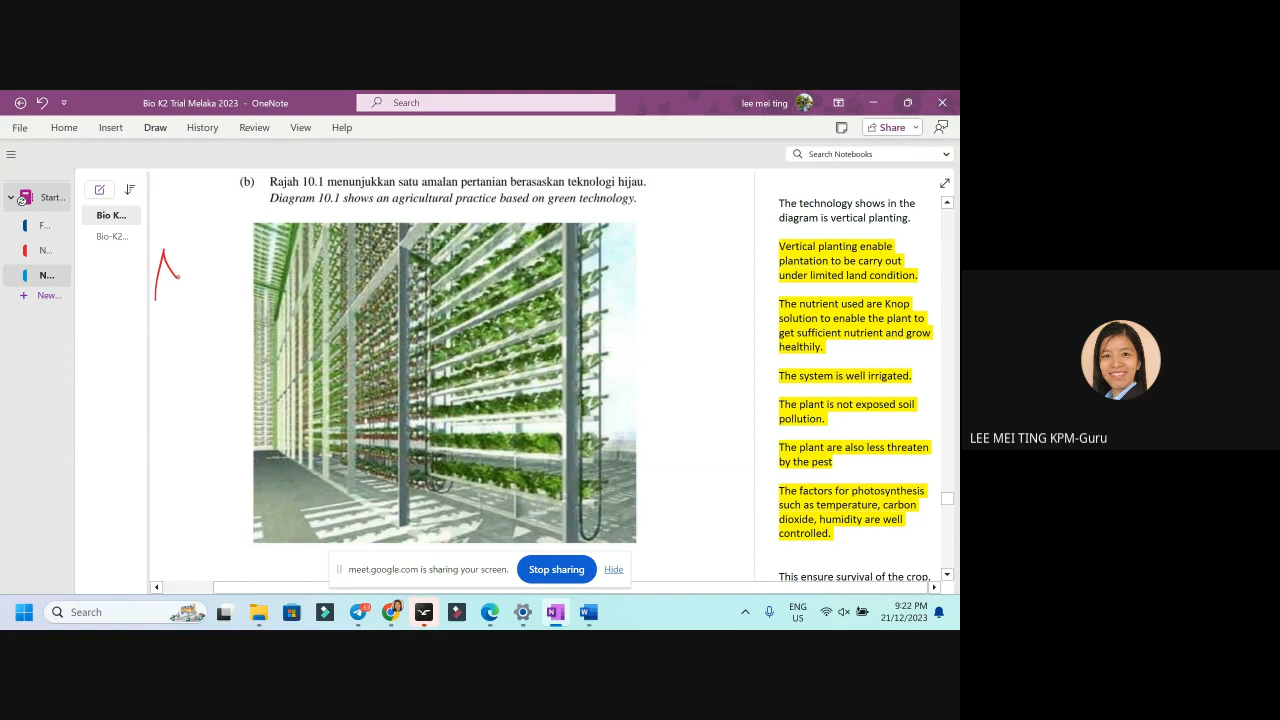 Bio K2 Trial Melaka 2023 - OneNote
Search
lee mei ting
File Home Insert Draw History Review View Help
Share
Search Notebooks
Start...
Bio K...
F...
Bio-K2...
N...
N...
+ New...
(b) Rajah 10.1 menunjukkan satu amalan pertanian berasaskan teknologi hijau.
Diagram 10.1 shows an agricultural practice based on green technology.
The technology shows in the
diagram is vertical planting.
Vertical planting enable
plantation to be carry out
under limited land condition.
The nutrient used are Knop
solution to enable the plant to
get sufficient nutrient and grow
healthily.
The system is well irrigated.
The plant is not exposed soil
pollution.
The plant are also less threaten
by the pest
The factors for photosynthesis
such as temperature, carbon
dioxide, humidity are well
controlled.
This ensure survival of the crop.
meet.google.com is sharing your screen.
Stop sharing
Hide
LEE MEI TING KPM-Guru
Search
ENG
US
9:22 PM
21/12/2023